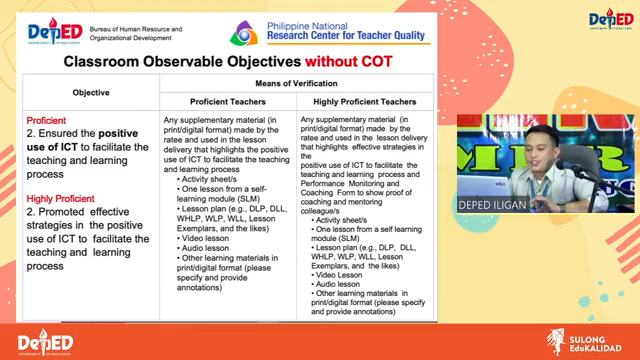 DepED
DEPARTMENT OF EDUCATION
Bureau of Human Resource and
Organizational Development
Philippine National
Research Center for Teacher Quality
DepED
Classroom Observable Objectives without COT
Objective
Means of Verification
Proficient Teachers
Highly Proficient Teachers
Proficient
2. Ensured the positive
use of ICT to facilitate the
teaching and learning
process
Highly Proficient
2. Promoted effective
strategies in the positive
use of ICT to facilitate the
teaching and learning
process
Any supplementary material (in
print/digital format) made by the
ratee and used in the lesson
delivery that highlights the positive
use of ICT to facilitate the teaching
and learning process
• Activity sheet/s
• One lesson from a self-
learning module (SLM)
• Lesson plan (e.g., DLP, DLL,
WHLP, WLP, WLL, Lesson
Exemplars, and the likes)
• Video lesson
• Audio lesson
• Other learning materials in
print/digital format (please
specify and provide
annotations)
Any supplementary material (in
print/digital format) made by the
ratee and used in the lesson delivery
that highlights effective strategies in
the
positive use of ICT to facilitate the
teaching and learning process and
Performance Monitoring and
Coaching Form to show proof of
coaching and mentoring
colleague/s
• Activity sheet/s
• One lesson from a self learning
module (SLM)
• Lesson plan (e.g., DLP, DLL,
WHLP, WLP, WLL, Lesson
Exemplars, and the likes)
• Video Lesson
• Audio lesson
• Other learning materials in
print/digital format (please specify
and provide annotations)
DEPED ILIGAN
DepED
DEPARTMENT OF EDUCATION
SULONG
EduKALIDAD